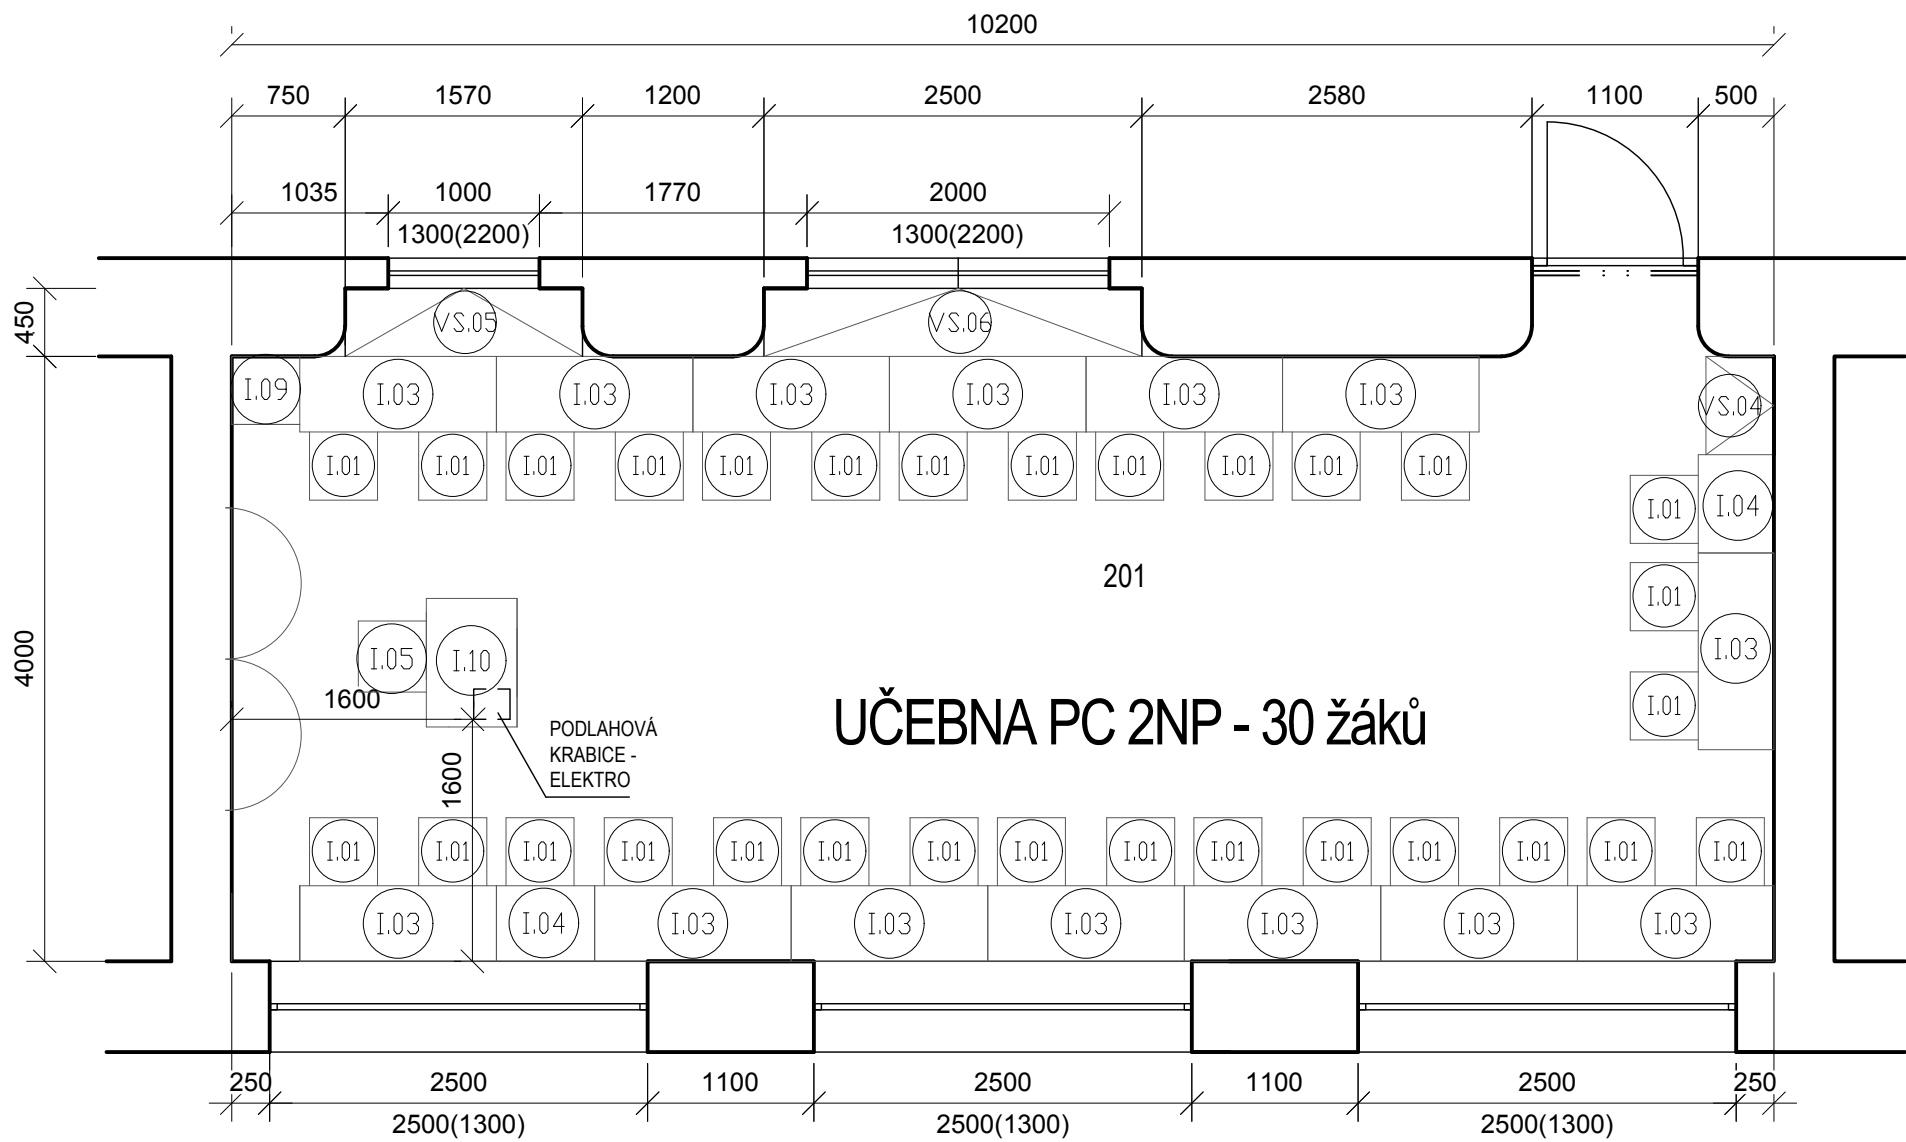 10200
750 1570 1200 2500 2580 1100 500
1035 1000 1770 2000
1300(2200) 1300(2200)
450
VS.05 VS.06
I.09 I.03 I.03 I.03 I.03 I.03 I.03 VS.04
I.01 I.01 I.01 I.01 I.01 I.01 I.01 I.01 I.01 I.01 I.01 I.01
I.01 I.04
201
I.01
4000
I.05 I.10
I.03
1600
I.01
UČEBNA PC 2NP - 30 žáků
PODLAHOVÁ
KRABICE -
ELEKTRO
1600
I.01 I.01 I.01 I.01 I.01 I.01 I.01 I.01 I.01 I.01 I.01 I.01 I.01 I.01 I.01
I.03 I.04 I.03 I.03 I.03 I.03 I.03 I.03
250 2500 1100 2500 1100 2500 250
2500(1300) 2500(1300) 2500(1300)